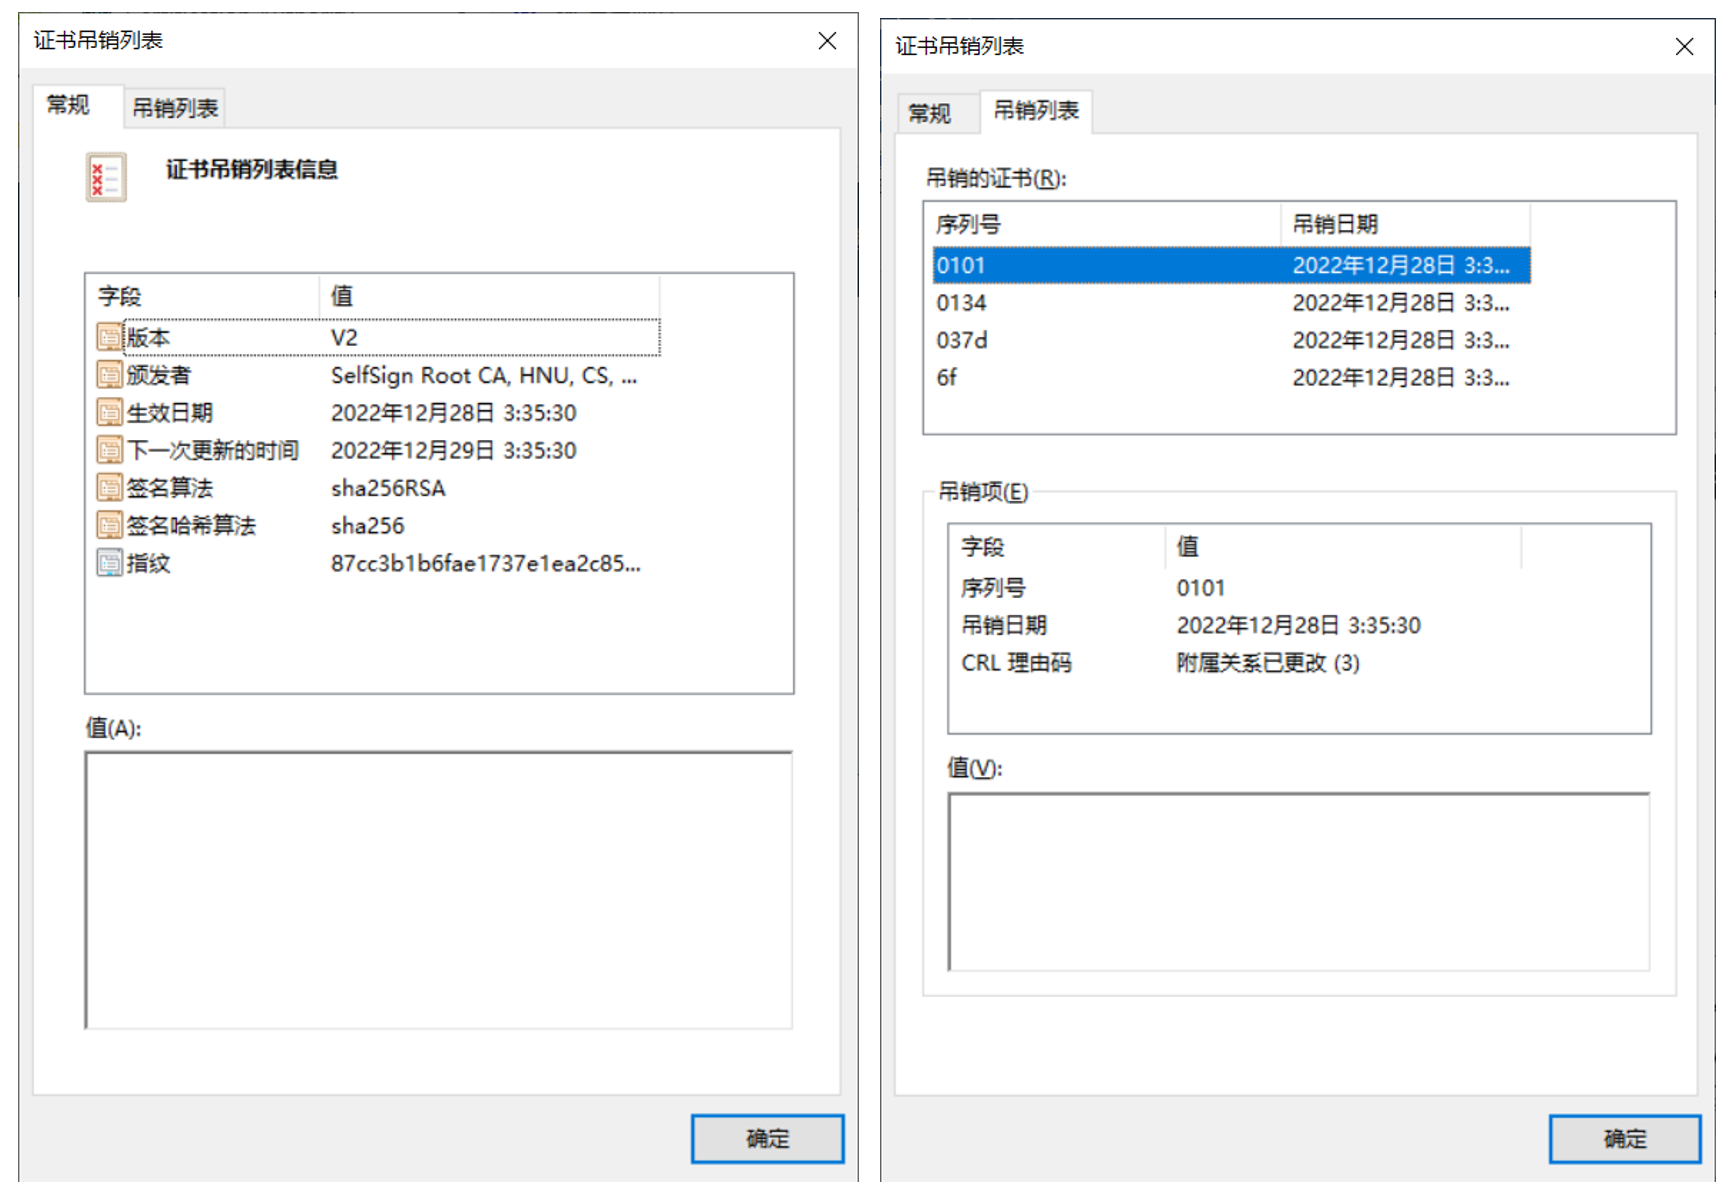 证书吊销列表
常规
吊销列表
证书吊销列表信息
字段 值
版本 V2
颁发者 SelfSign Root CA, HNU, CS, ...
生效日期 2022年12月28日 3:35:30
下一次更新的时间 2022年12月29日 3:35:30
签名算法 sha256RSA
签名哈希算法 sha256
指纹 87cc3b1b6fae1737e1ea2c85...
值(A):
确定
证书吊销列表
常规
吊销列表
吊销的证书(R):
序列号 吊销日期
0101 2022年12月28日 3:3...
0134 2022年12月28日 3:3...
037d 2022年12月28日 3:3...
6f 2022年12月28日 3:3...
吊销项(E)
字段 值
序列号 0101
吊销日期 2022年12月28日 3:35:30
CRL 理由码 附属关系已更改 (3)
值(V):
确定